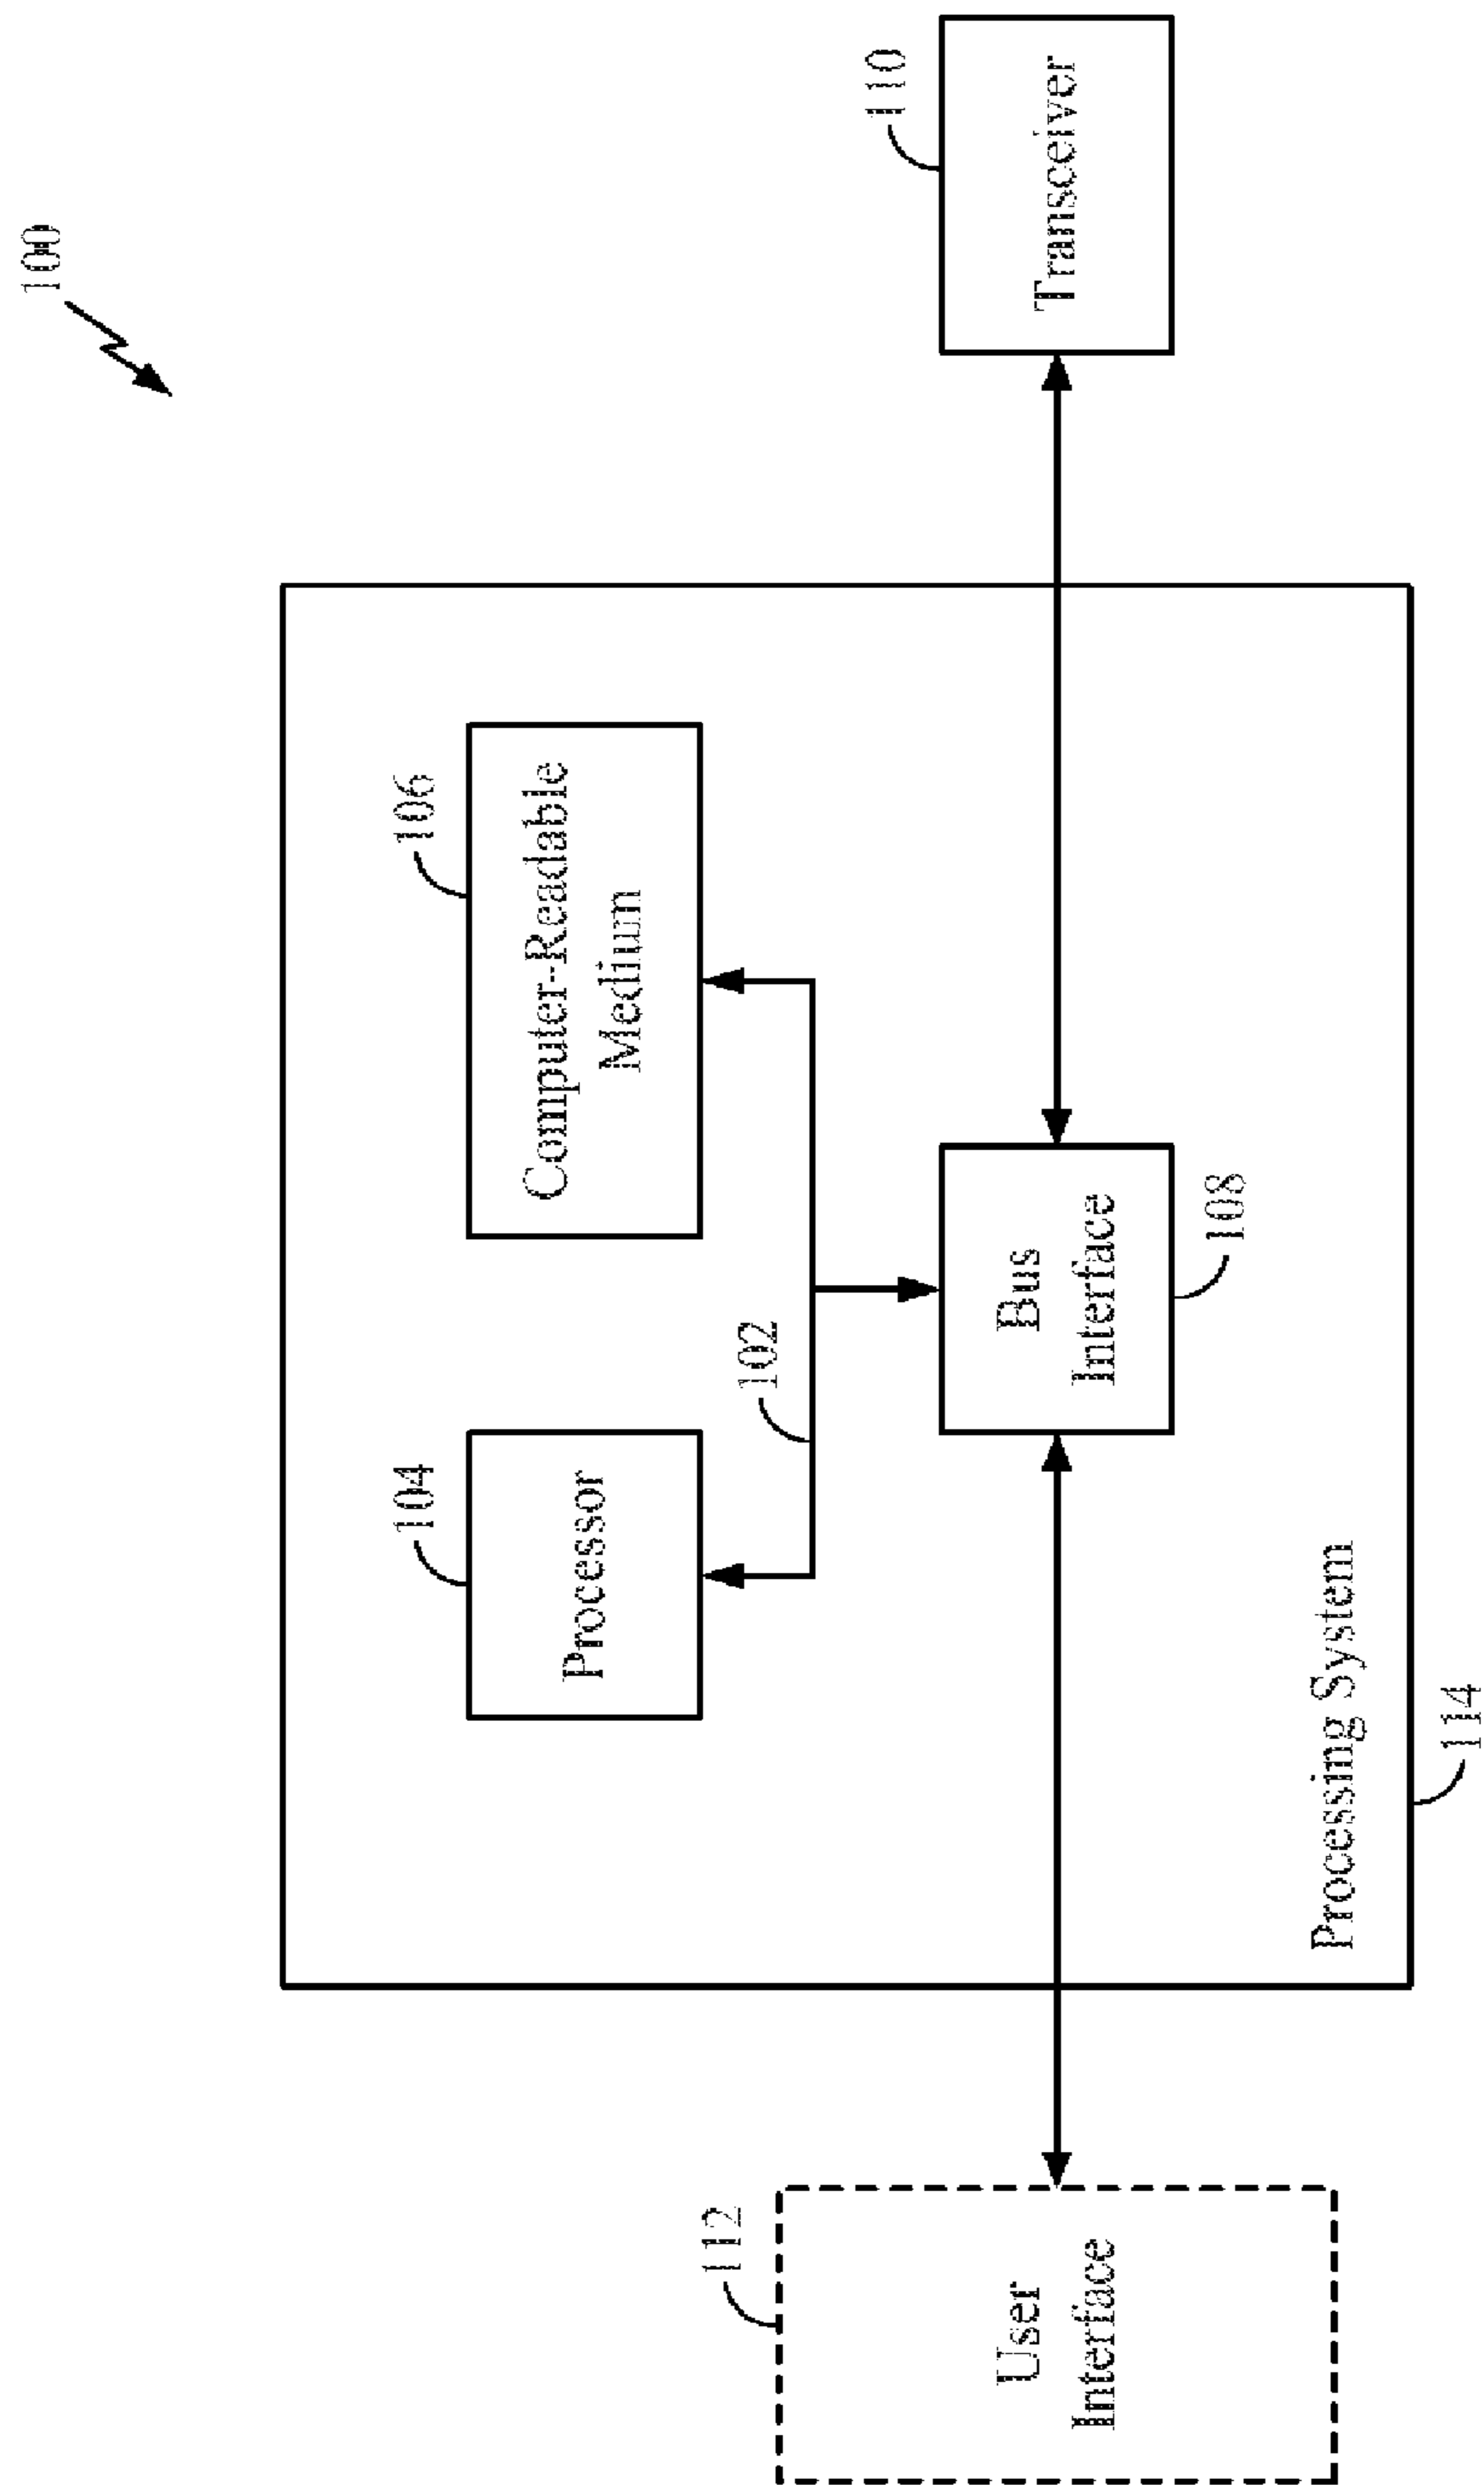 100
104
Processor
106
Computer-Readable
Medium
102
112
User
Interface
Bus
Interface
108
110
Transceiver
Processing System
114